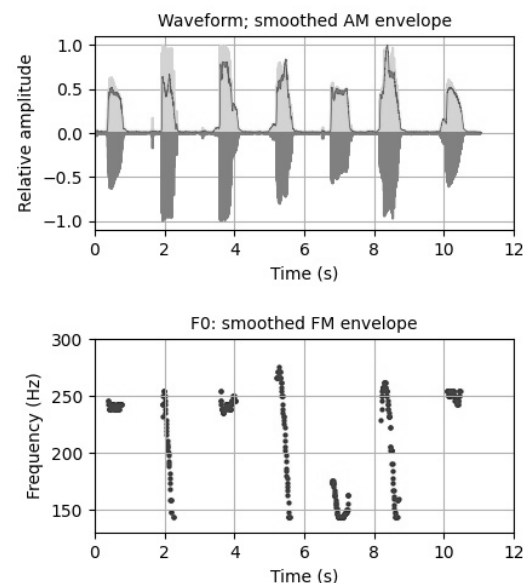 Waveform; smoothed AM envelope
Relative amplitude
1.0
0.5
0.0
−0.5
−1.0
0 2 4 6 8 10 12
Time (s)
F0: smoothed FM envelope
Frequency (Hz)
300
250
200
150
0 2 4 6 8 10 12
Time (s)